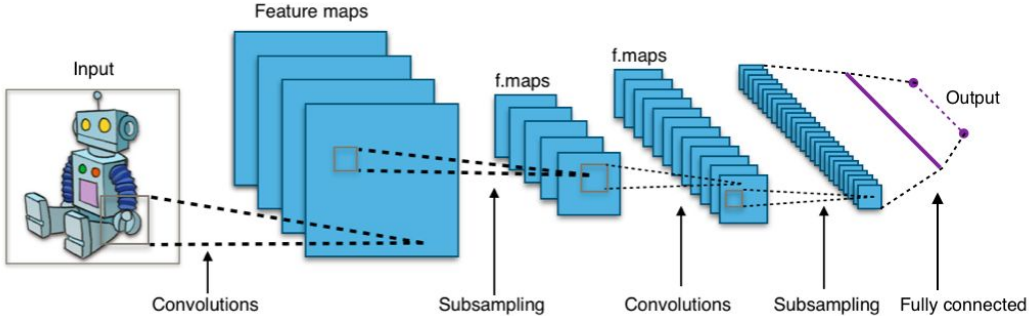 Feature maps
Input
f.maps
f.maps
Output
Convolutions
Subsampling
Convolutions
Subsampling
Fully connected